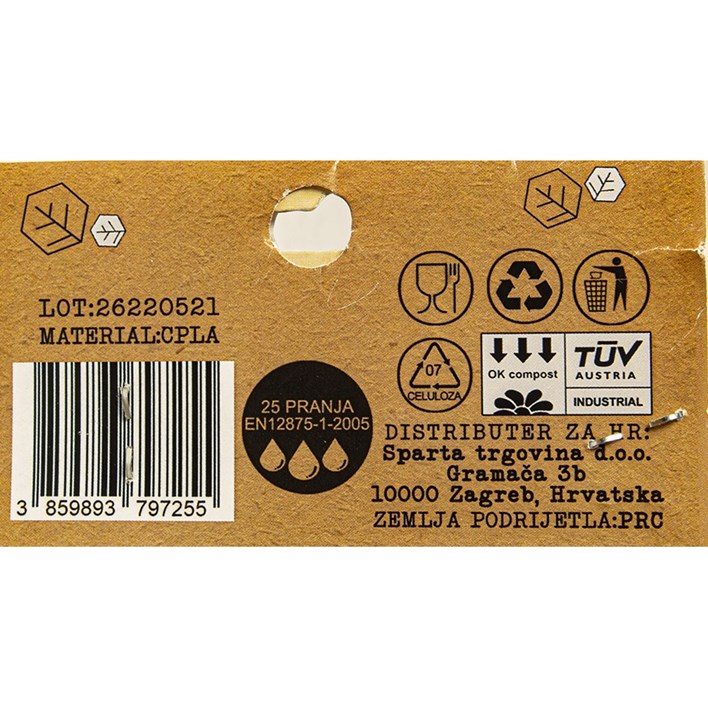 LOT:26220521
MATERIAL:CPLA
3 859893 797255
25 PRANJA
EN12875-1-2005
07
CELULOZA
OK compost
TÜV
AUSTRIA
INDUSTRIAL
DISTRIBUTER ZA HR:
Sparta trgovina d.o.o.
Gramača 3b
10000 Zagreb, Hrvatska
ZEMLJA PODRIJETLA:PRC